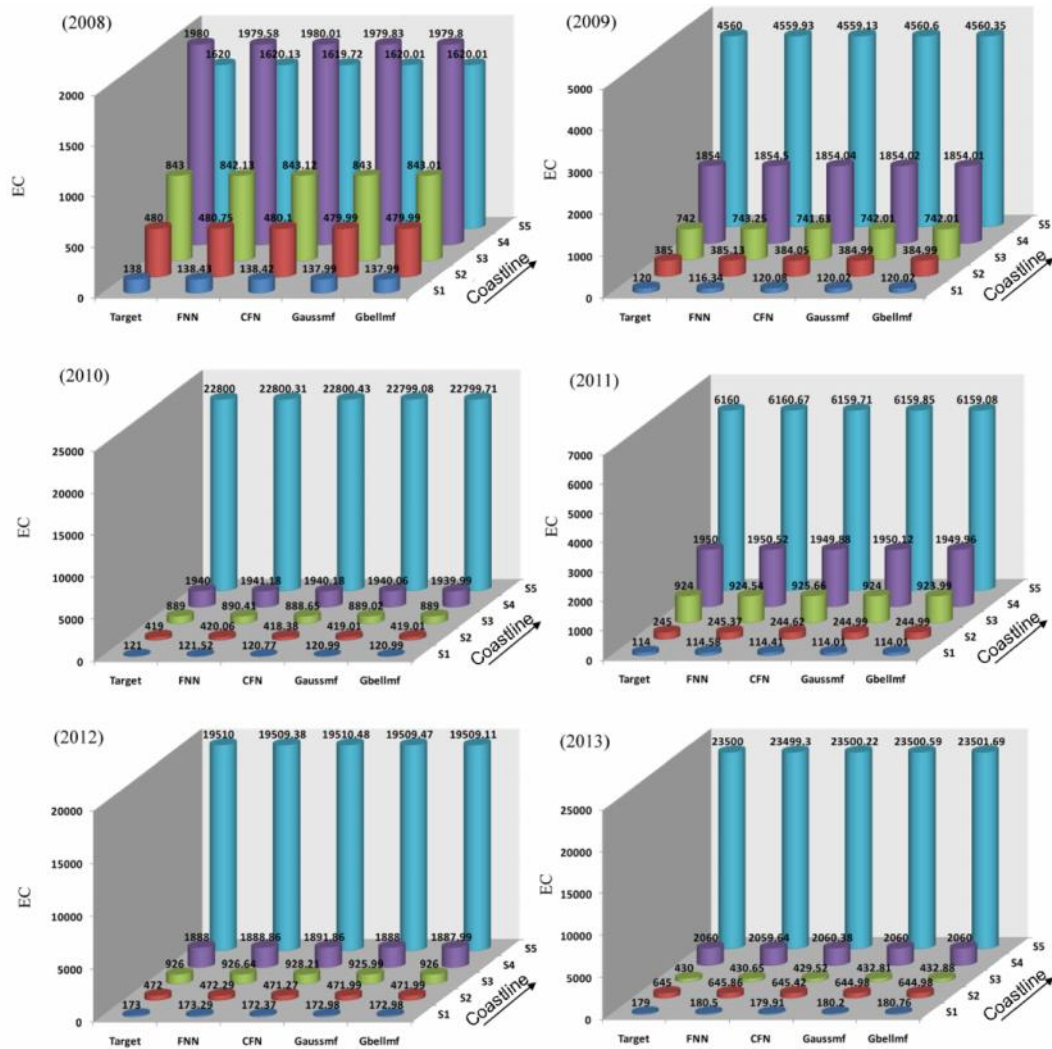 (2008)
1980 1979.58 1980.01 1979.83 1979.8
1620 1620.13 1619.72 1620.01 1620.01
2000
1500
1000
500
0
EC
843 842.13 843.12 843 843.01
480 480.75 480.1 479.99 479.99
138 138.43 138.42 137.99 137.99
S5
S4
S3
S2
S1
Coastline
Target FNN CFN Gaussmf Gbellmf
(2009)
4560 4559.93 4559.13 4560.6 4560.35
5000
4000
3000
2000
1000
0
EC
1854 1854.5 1854.04 1854.02 1854.01
742 743.25 741.63 742.01 742.01
385 385.13 384.05 384.99 384.99
120 116.34 120.08 120.02 120.02
S5
S4
S3
S2
S1
Coastline
Target FNN CFN Gaussmf Gbellmf
(2010)
22800 22800.31 22800.43 22799.08 22799.71
25000
20000
15000
10000
5000
0
EC
1940 1941.18 1940.18 1940.06 1939.99
889 890.41 888.65 889.02 889
419 420.06 418.38 419.01 419.01
121 121.52 120.77 120.99 120.99
S5
S4
S3
S2
S1
Coastline
Target FNN CFN Gaussmf Gbellmf
(2011)
6160 6160.67 6159.71 6159.85 6159.08
7000
6000
5000
4000
3000
2000
1000
0
EC
1950 1950.52 1949.88 1950.12 1949.96
924 924.54 925.66 924 923.99
245 245.37 244.62 244.99 244.99
114 114.58 114.41 114.01 114.01
S5
S4
S3
S2
S1
Coastline
Target FNN CFN Gaussmf Gbellmf
(2012)
19510 19509.38 19510.48 19509.47 19509.11
20000
15000
10000
5000
0
EC
1888 1888.86 1891.86 1888 1887.99
926 926.64 928.21 925.99 926
472 472.29 471.27 471.99 471.99
173 173.29 172.37 172.98 172.98
S5
S4
S3
S2
S1
Coastline
Target FNN CFN Gaussmf Gbellmf
(2013)
23500 23499.3 23500.22 23500.59 23501.69
25000
20000
15000
10000
5000
0
EC
2060 2059.64 2060.38 2060 2060
430 430.65 429.52 432.81 432.88
645 645.86 645.42 644.98 644.98
179 180.5 179.91 180.2 180.76
S5
S4
S3
S2
S1
Coastline
Target FNN CFN Gaussmf Gbellmf